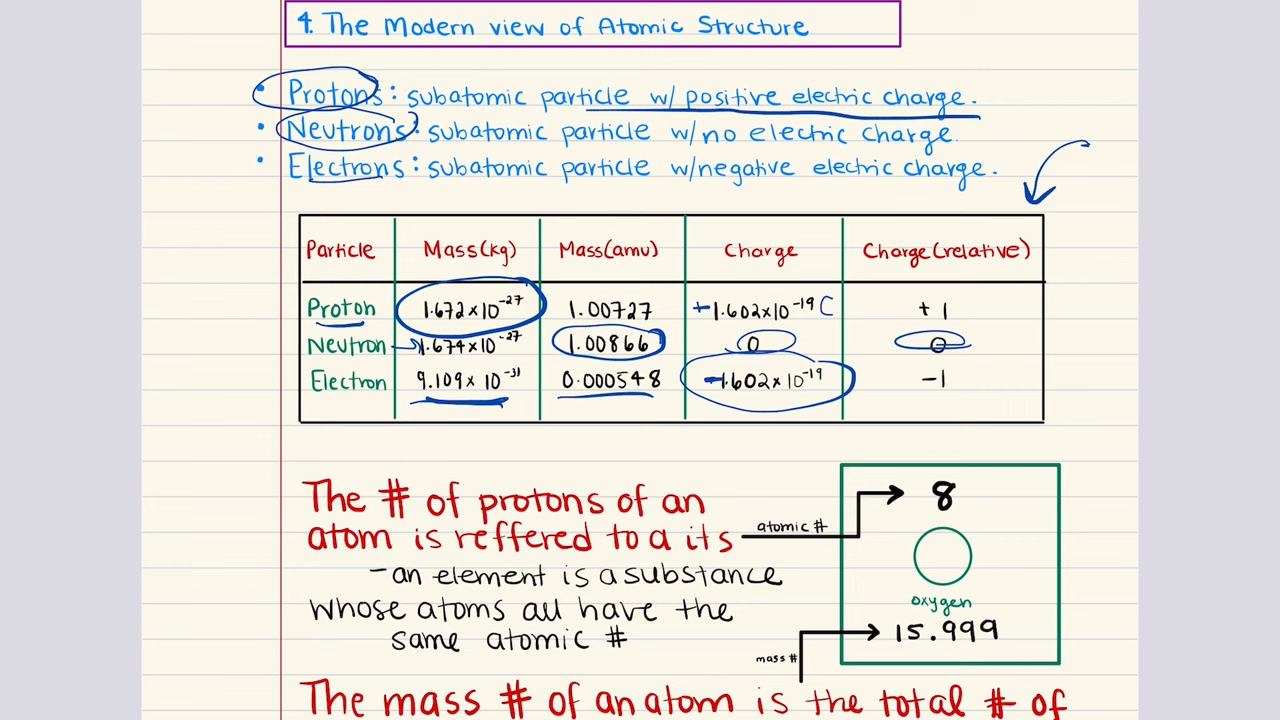 4. The Modern view of Atomic Structure
• Protons: subatomic particle w/ positive electric charge.
• Neutrons: subatomic particle w/no electric charge.
• Electrons: subatomic particle w/negative electric charge.
Particle Mass(kg) Mass(amu) Charge Charge(relative)
Proton 1.672×10⁻²⁷ 1.00727 +1.602×10⁻¹⁹ C +1
Neutron 1.674×10⁻²⁷ 1.00866 0 0
Electron 9.109×10⁻³¹ 0.000548 -1.602×10⁻¹⁹ -1
The # of protons of an
atom is reffered to a its
-an element is a substance
whose atoms all have the
same atomic #
atomic #
8
oxygen
15.999
mass #
The mass # of an atom is the total # of